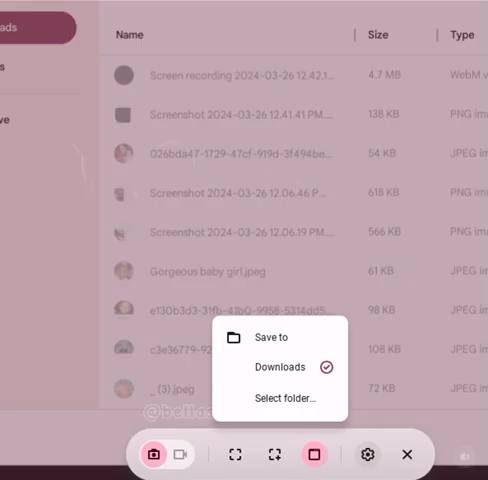 ads
Name Size Type
Screen recording 2024-03-26 12.42.1... 4.7 MB WebM v
s
Screenshot 2024-03-26 12.41.41 PM.... 138 KB PNG im
ve
026bda47-1729-47cf-919d-3f494be... 54 KB JPEG im
Screenshot 2024-03-26 12.06.46 P... 618 KB PNG im
Screenshot 2024-03-26 12.06.19 PM.... 566 KB PNG im
Gorgeous baby girl.jpeg 61 KB JPEG im
e130b3d3-31fb-41b0-9958-5314dd5... 98 KB JPEG im
c3e36779-92 108 KB JPEG im
_ (3).jpeg 72 KB JPEG im
Save to
Downloads
Select folder...